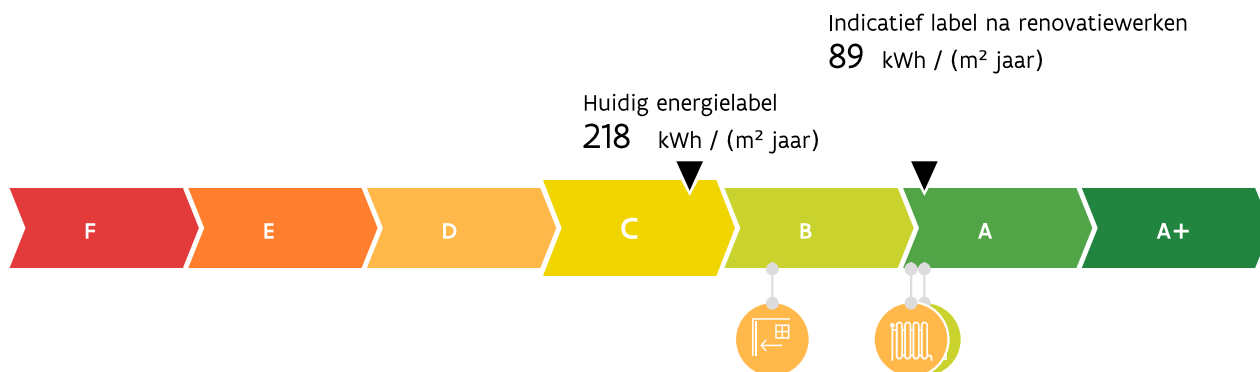 Indicatief label na renovatiewerken
89 kWh / (m² jaar)
Huidig energielabel
218 kWh / (m² jaar)
F E D C B A A+